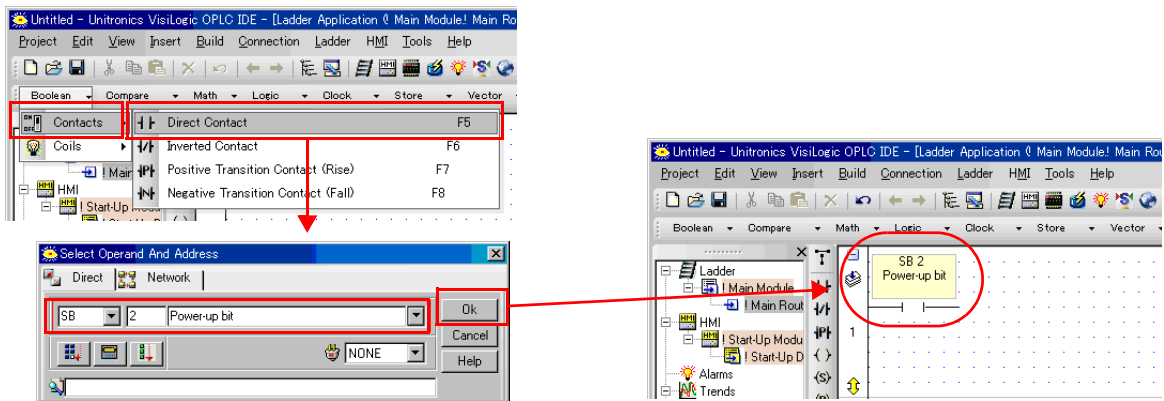 Untitled - Unitronics VisiLogic OPLC IDE - [Ladder Application (! Main Module! Main Ro
Project Edit View Insert Build Connection Ladder HMI Tools Help
Boolean Compare Math Logic Clock Store Vector
Contacts
Coils
Direct Contact F5
Inverted Contact F6
Positive Transition Contact (Rise) F7
Negative Transition Contact (Fall) F8
! Main
HMI
! Start-Up
Select Operand And Address
Direct Network
SB 2 Power-up bit
Ok
Cancel
Help
NONE
Untitled - Unitronics VisiLogic OPLC IDE - [Ladder Application (! Main Module! Main Rou
Project Edit View Insert Build Connection Ladder HMI Tools Help
Boolean Compare Math Logic Clock Store Vector
Ladder
! Main Module
! Main Rout
HMI
! Start-Up Modu
! Start-Up D
Alarms
Trends
SB 2
Power-up bit
1